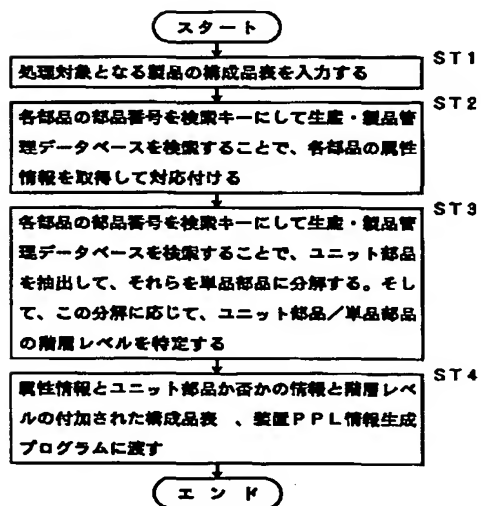 スタート
ST1
処理対象となる製品の構成品表を入力する
ST2
各部品の部品番号を検索キーにして生産・製品管
理データベースを検索することで、各部品の属性
情報を取得して対応付ける
ST3
各部品の部品番号を検索キーにして生産・製品管
理データベースを検索することで、ユニット部品
を抽出して、それらを単品部品に分解する。そし
て、この分解に応じて、ユニット部品/単品部品
の階層レベルを特定する
ST4
属性情報とユニット部品か否かの情報と階層レベ
ルの付加された構成品表 、装置PPL情報生成
プログラムに渡す
エンド